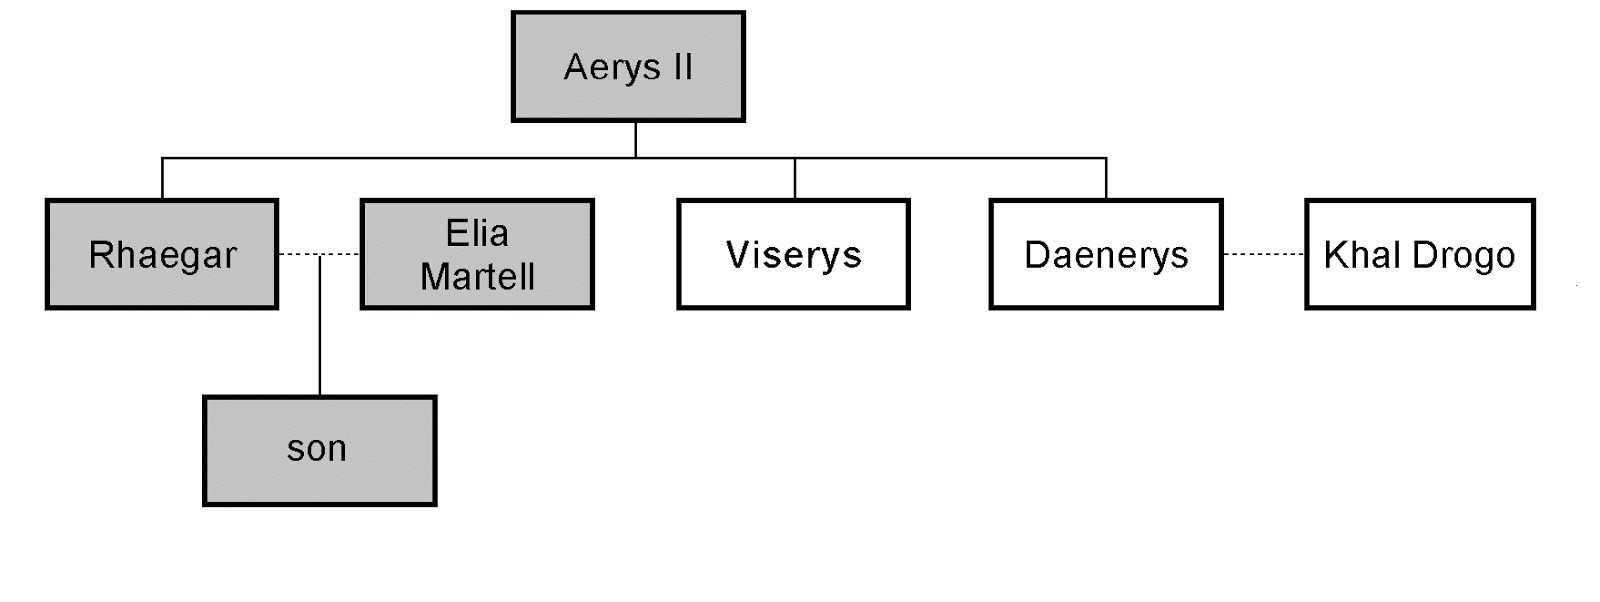 Aerys II
Rhaegar
Elia
Martell
Viserys
Daenerys
Khal Drogo
son